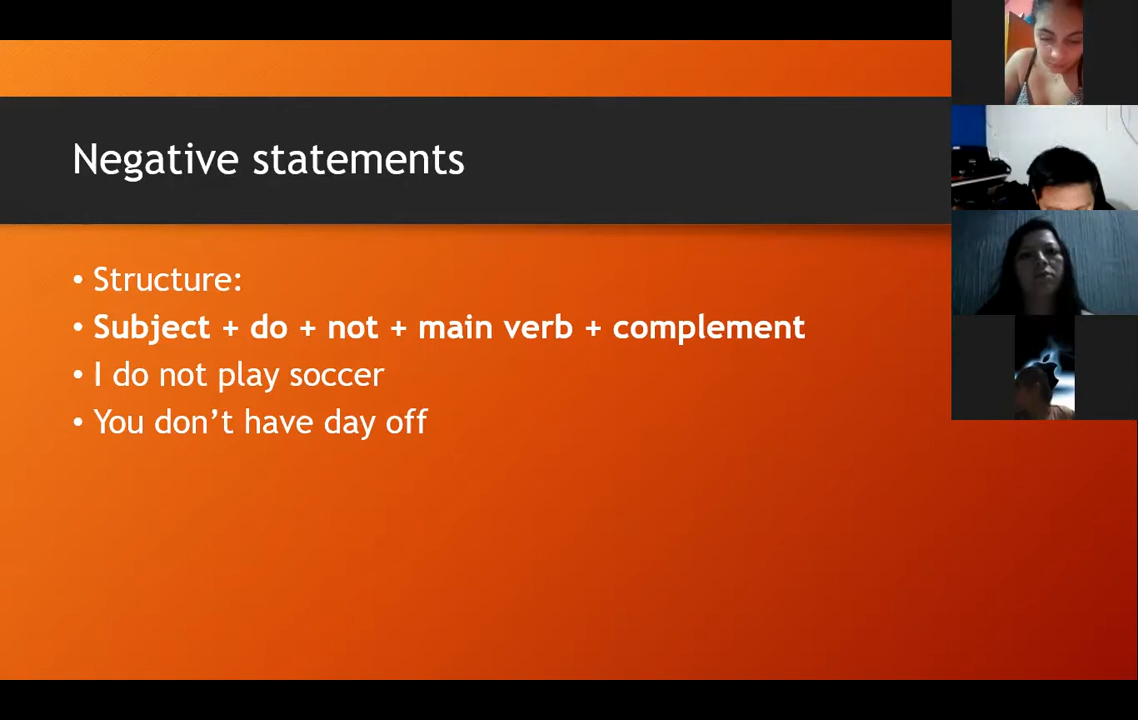 Negative statements
• Structure:
• Subject + do + not + main verb + complement
• I do not play soccer
• You don’t have day off